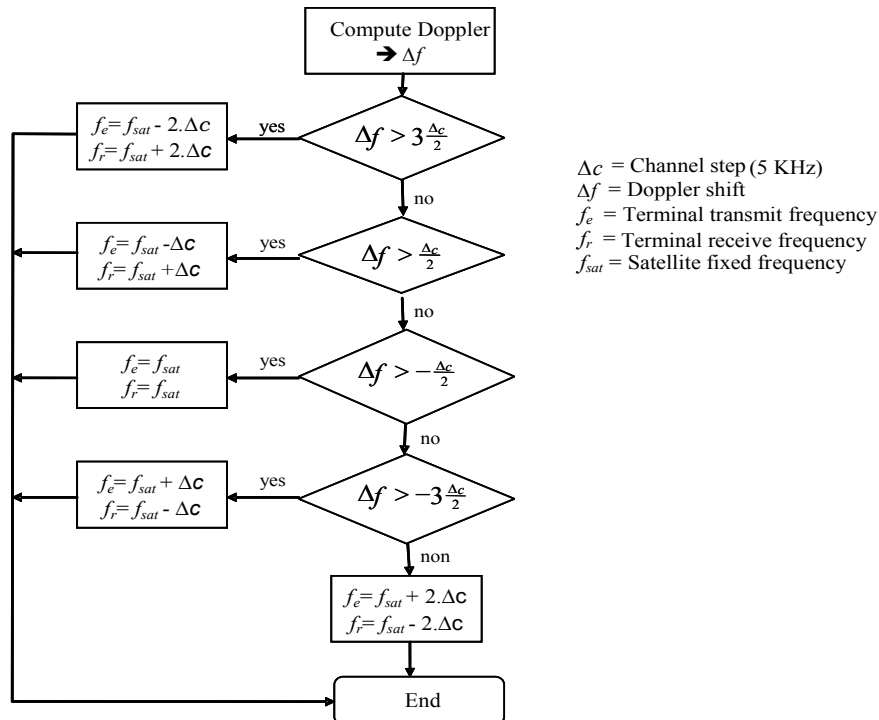 Compute Doppler
➔ Δf
Δf > 3 Δc/2
yes
fe= fsat - 2.Δc
fr= fsat + 2.Δc
no
Δf > Δc/2
yes
fe= fsat -Δc
fr= fsat +Δc
no
Δf > − Δc/2
yes
fe= fsat
fr= fsat
no
Δf > −3 Δc/2
yes
fe= fsat + Δc
fr= fsat - Δc
non
fe= fsat + 2.Δc
fr= fsat - 2.Δc
End
Δc = Channel step (5 KHz)
Δf = Doppler shift
fe = Terminal transmit frequency
fr = Terminal receive frequency
fsat = Satellite fixed frequency